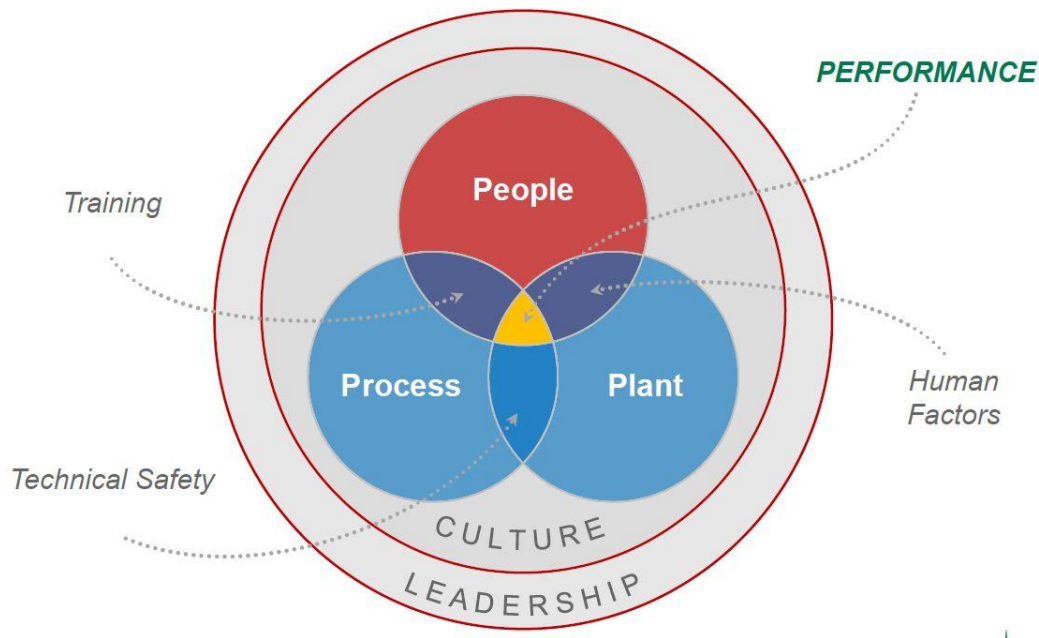 PERFORMANCE
People
Training
Process
Plant
Human
Factors
Technical Safety
CULTURE
LEADERSHIP